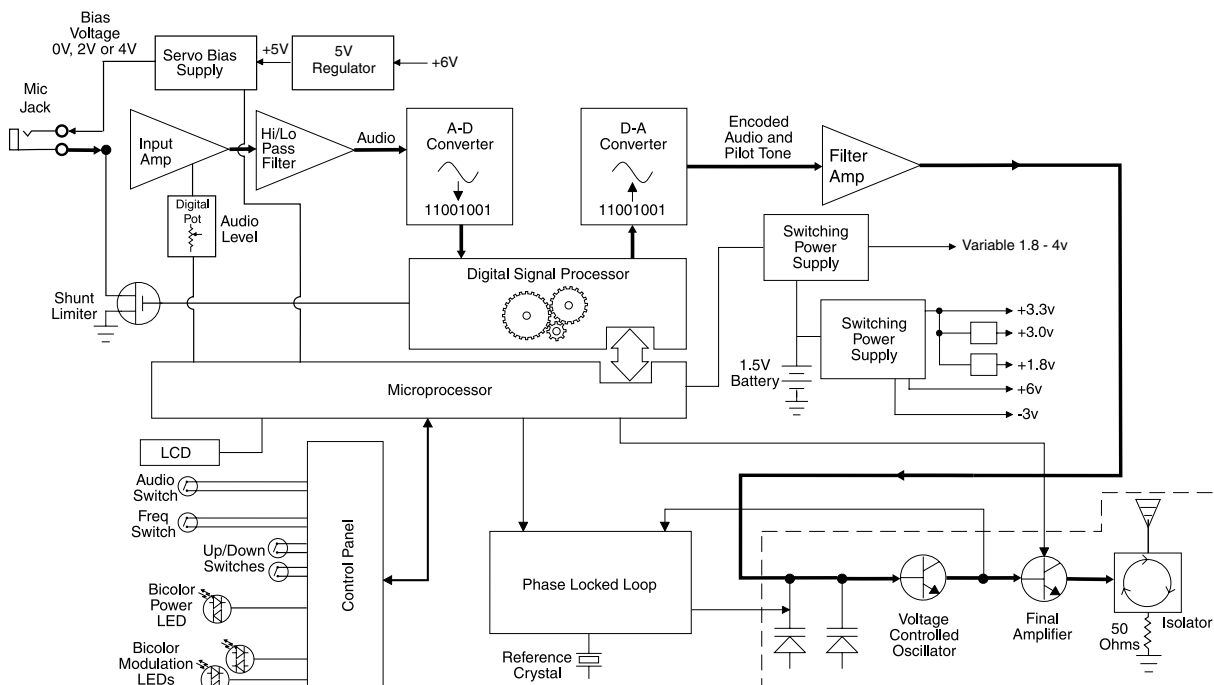 Bias
Voltage
0V, 2V or 4V
Servo Bias
Supply
+5V
5V
Regulator
+6V
Mic
Jack
Input
Amp
Hi/Lo
Pass
Filter
Audio
A-D
Converter
11001001
D-A
Converter
11001001
Encoded
Audio and
Pilot Tone
Filter
Amp
Digital
Pot
Audio
Level
Switching
Power
Supply
Variable 1.8 - 4v
Digital Signal Processor
Shunt
Limiter
Switching
Power
Supply
+3.3v
+3.0v
+1.8v
+6v
-3v
1.5V
Battery
Microprocessor
LCD
Audio
Switch
Freq
Switch
Up/Down
Switches
Bicolor
Power
LED
Bicolor
Modulation
LEDs
Control Panel
Phase Locked Loop
Reference
Crystal
Voltage
Controlled
Oscillator
Final
Amplifier
50
Ohms
Isolator